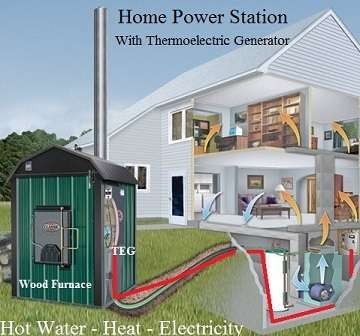 Home Power Station
With Thermoelectric Generator
TEG
Wood Furnace
Hot Water - Heat - Electricity